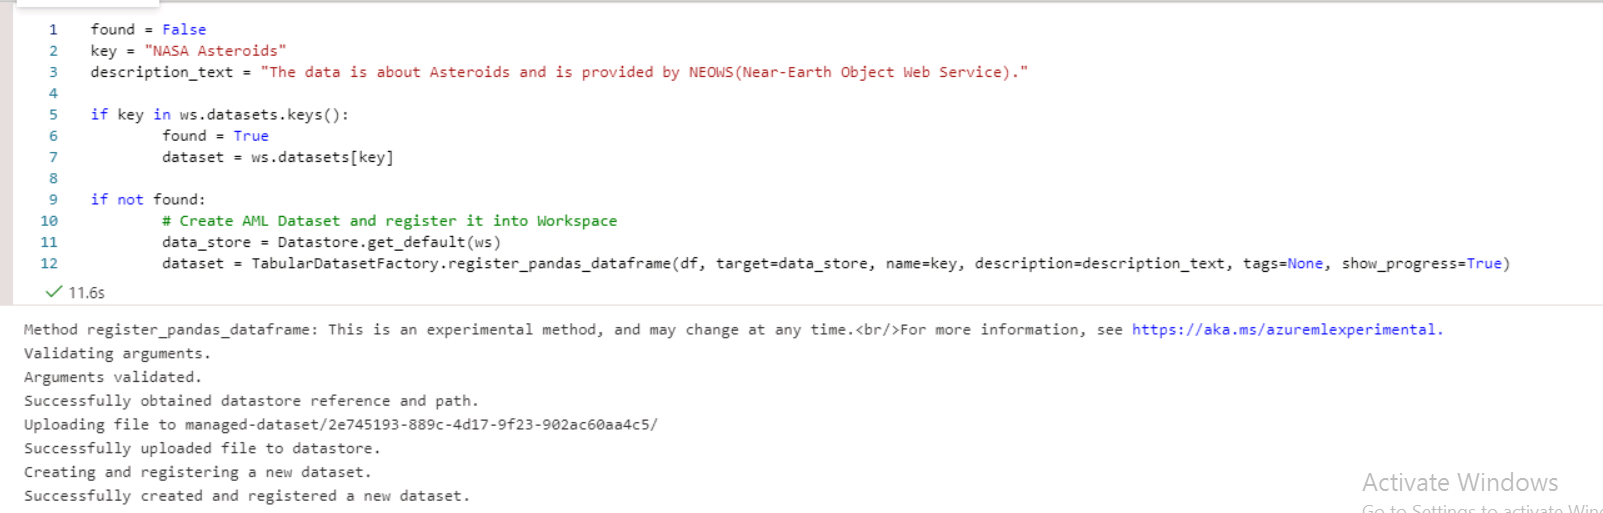 1 found = False
2 key = "NASA Asteroids"
3 description_text = "The data is about Asteroids and is provided by NEOWS(Near-Earth Object Web Service)."
4
5 if key in ws.datasets.keys():
6         found = True
7         dataset = ws.datasets[key]
8
9 if not found:
10         # Create AML Dataset and register it into Workspace
11         data_store = Datastore.get_default(ws)
12         dataset = TabularDatasetFactory.register_pandas_dataframe(df, target=data_store, name=key, description=description_text, tags=None, show_progress=True)
✓ 11.6s
Method register_pandas_dataframe: This is an experimental method, and may change at any time.<br/>For more information, see https://aka.ms/azuremlexperimental.
Validating arguments.
Arguments validated.
Successfully obtained datastore reference and path.
Uploading file to managed-dataset/2e745193-889c-4d17-9f23-902ac60aa4c5/
Successfully uploaded file to datastore.
Creating and registering a new dataset.
Successfully created and registered a new dataset.
Activate Windows
Go to Settings to activate Win